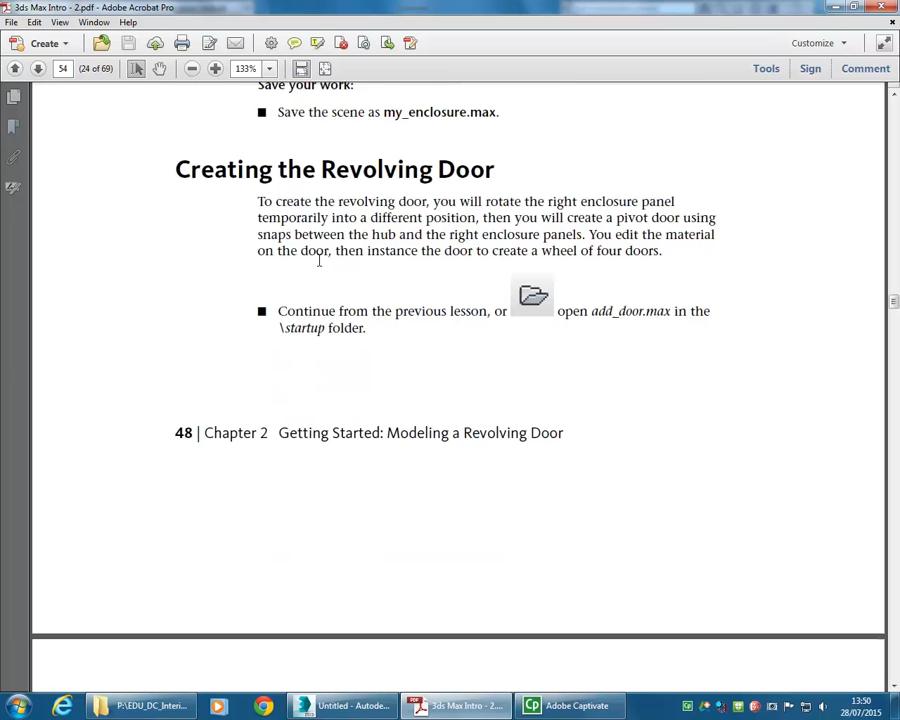 3ds Max Intro - 2.pdf - Adobe Acrobat Pro
File Edit View Window Help
Create
Customize
54 (24 of 69) 133% Tools Sign Comment
Save your work:
■ Save the scene as my_enclosure.max.
Creating the Revolving Door
To create the revolving door, you will rotate the right enclosure panel
temporarily into a different position, then you will create a pivot door using
snaps between the hub and the right enclosure panels. You edit the material
on the door, then instance the door to create a wheel of four doors.
■ Continue from the previous lesson, or open add_door.max in the
\startup folder.
48 | Chapter 2 Getting Started: Modeling a Revolving Door
P:\EDU_DC_Interi... Untitled - Autode... 3ds Max Intro - 2.... Adobe Captivate
13:50
28/07/2015